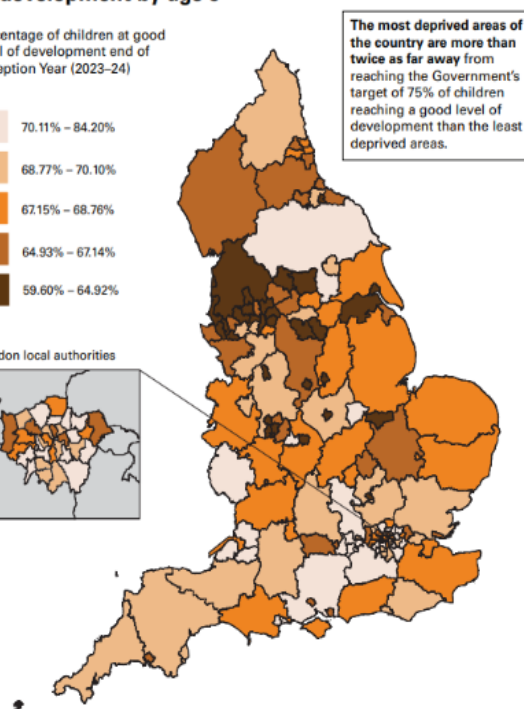 development by age 5
centage of children at good
l of development end of
eption Year (2023–24)
The most deprived areas of
the country are more than
twice as far away from
reaching the Government's
target of 75% of children
reaching a good level of
development than the least
deprived areas.
70.11% – 84.20%
68.77% – 70.10%
67.15% – 68.76%
64.93% – 67.14%
59.60% – 64.92%
don local authorities